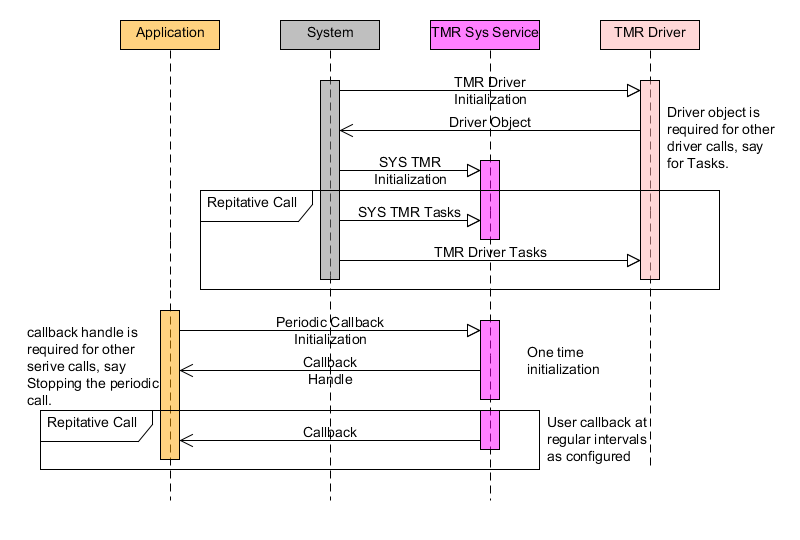 Application
System
TMR Sys Service
TMR Driver
TMR Driver
Initialization
Driver Object
Driver object is
required for other
driver calls, say
for Tasks.
SYS TMR
Initialization
Repitative Call
SYS TMR Tasks
TMR Driver Tasks
Periodic Callback
Initialization
callback handle is
required for other
serive calls, say
Stopping the periodic
call.
One time
initialization
Callback
Handle
Repitative Call
Callback
User callback at
regular intervals
as configured